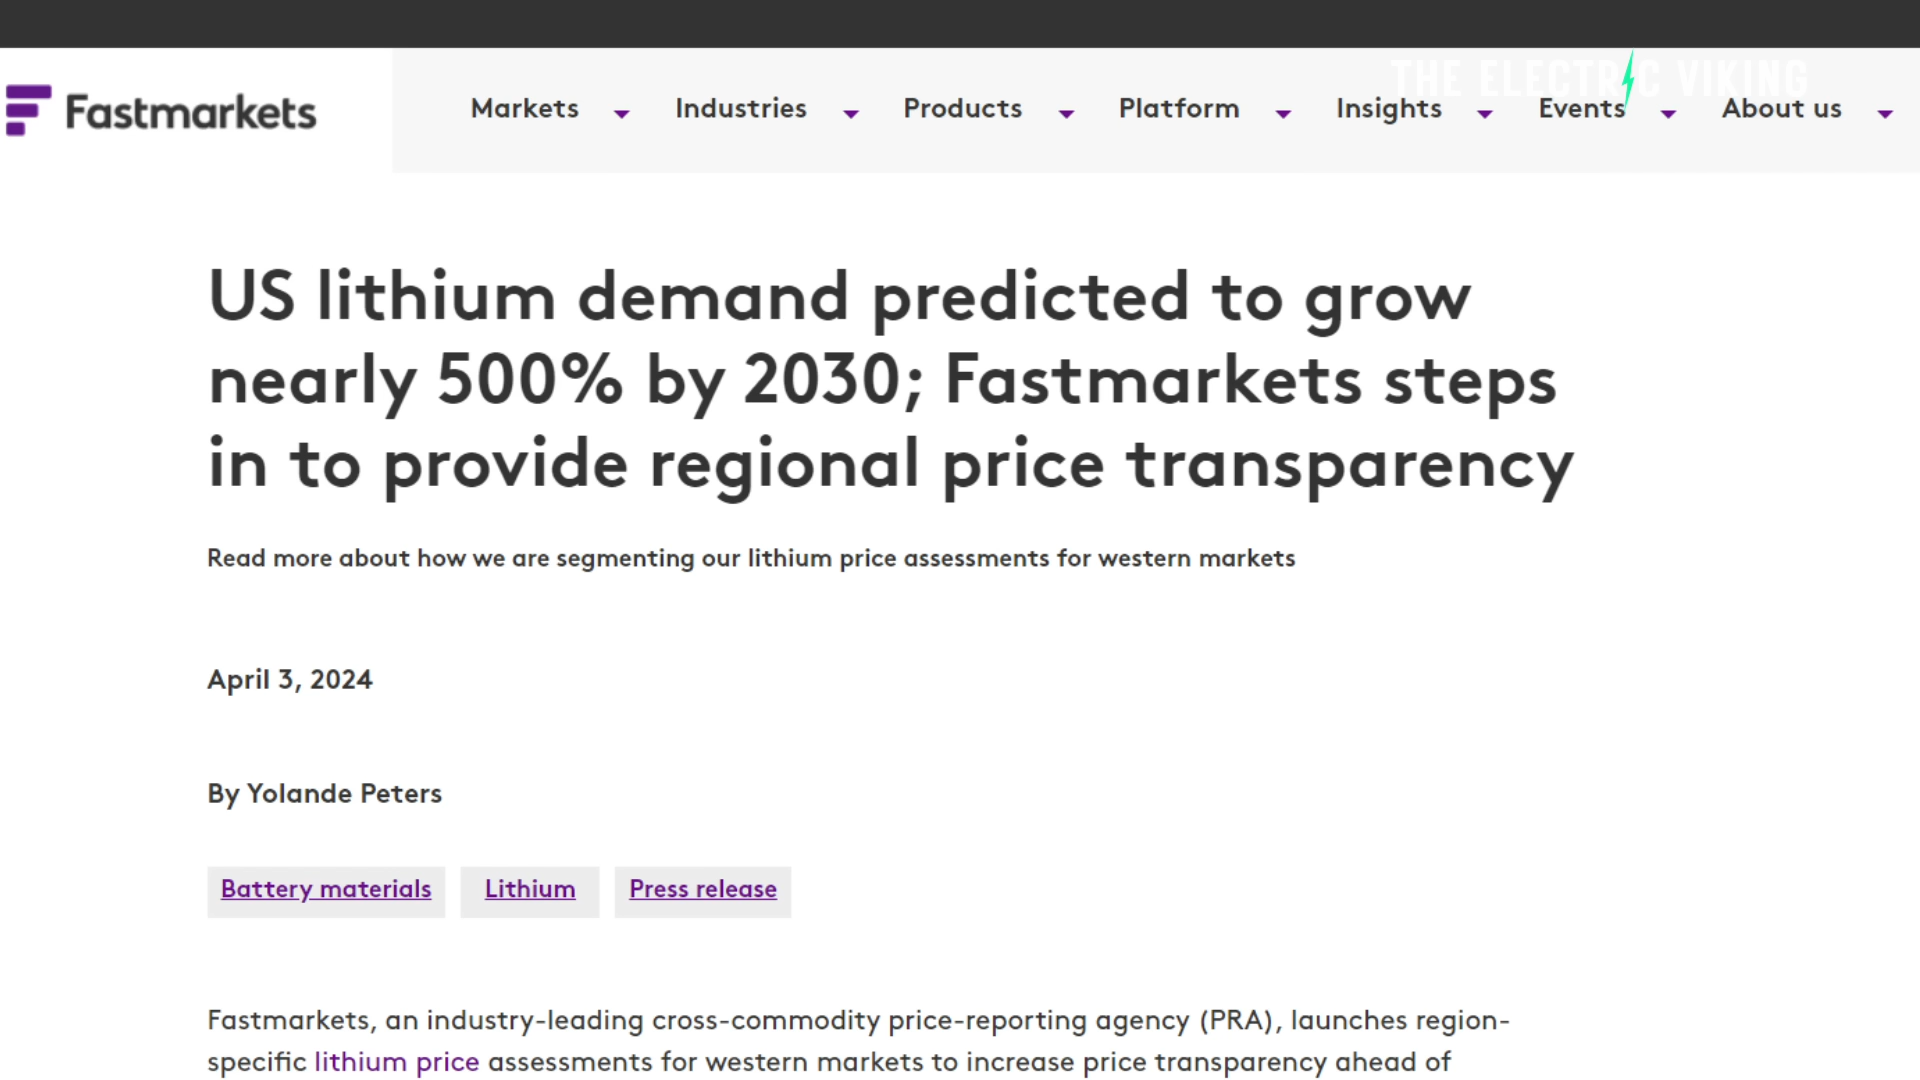 THE ELECTRIC VIKING
Fastmarkets
Markets Industries Products Platform Insights Events About us
US lithium demand predicted to grow
nearly 500% by 2030; Fastmarkets steps
in to provide regional price transparency
Read more about how we are segmenting our lithium price assessments for western markets
April 3, 2024
By Yolande Peters
Battery materials Lithium Press release
Fastmarkets, an industry-leading cross-commodity price-reporting agency (PRA), launches region-
specific lithium price assessments for western markets to increase price transparency ahead of